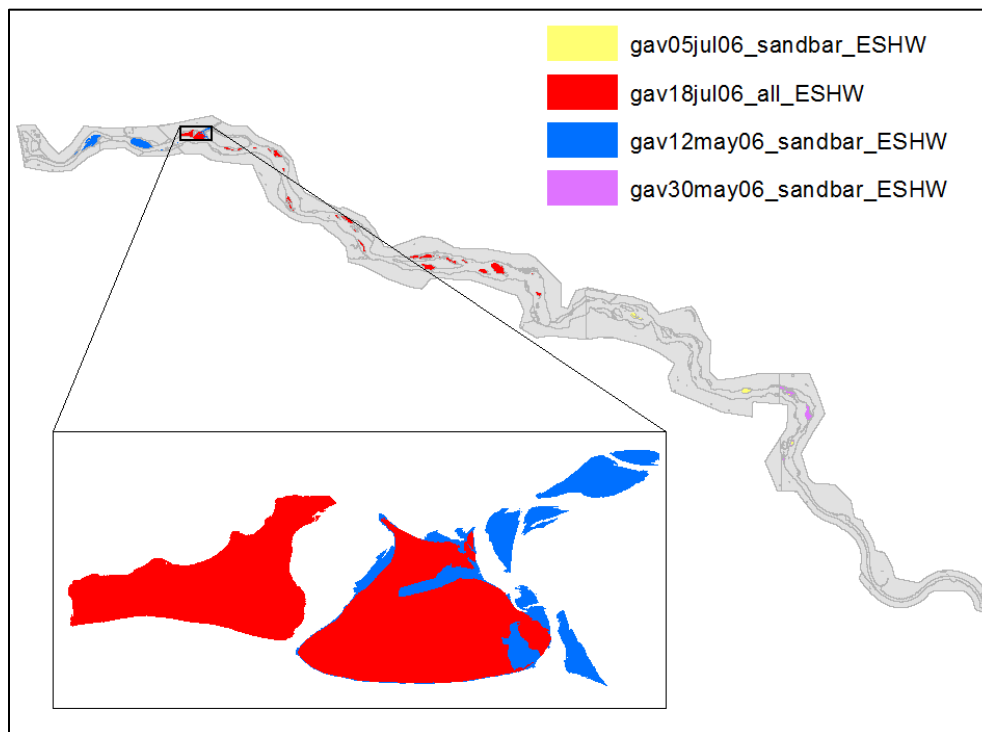 gav05jul06_sandbar_ESHW
gav18jul06_all_ESHW
gav12may06_sandbar_ESHW
gav30may06_sandbar_ESHW